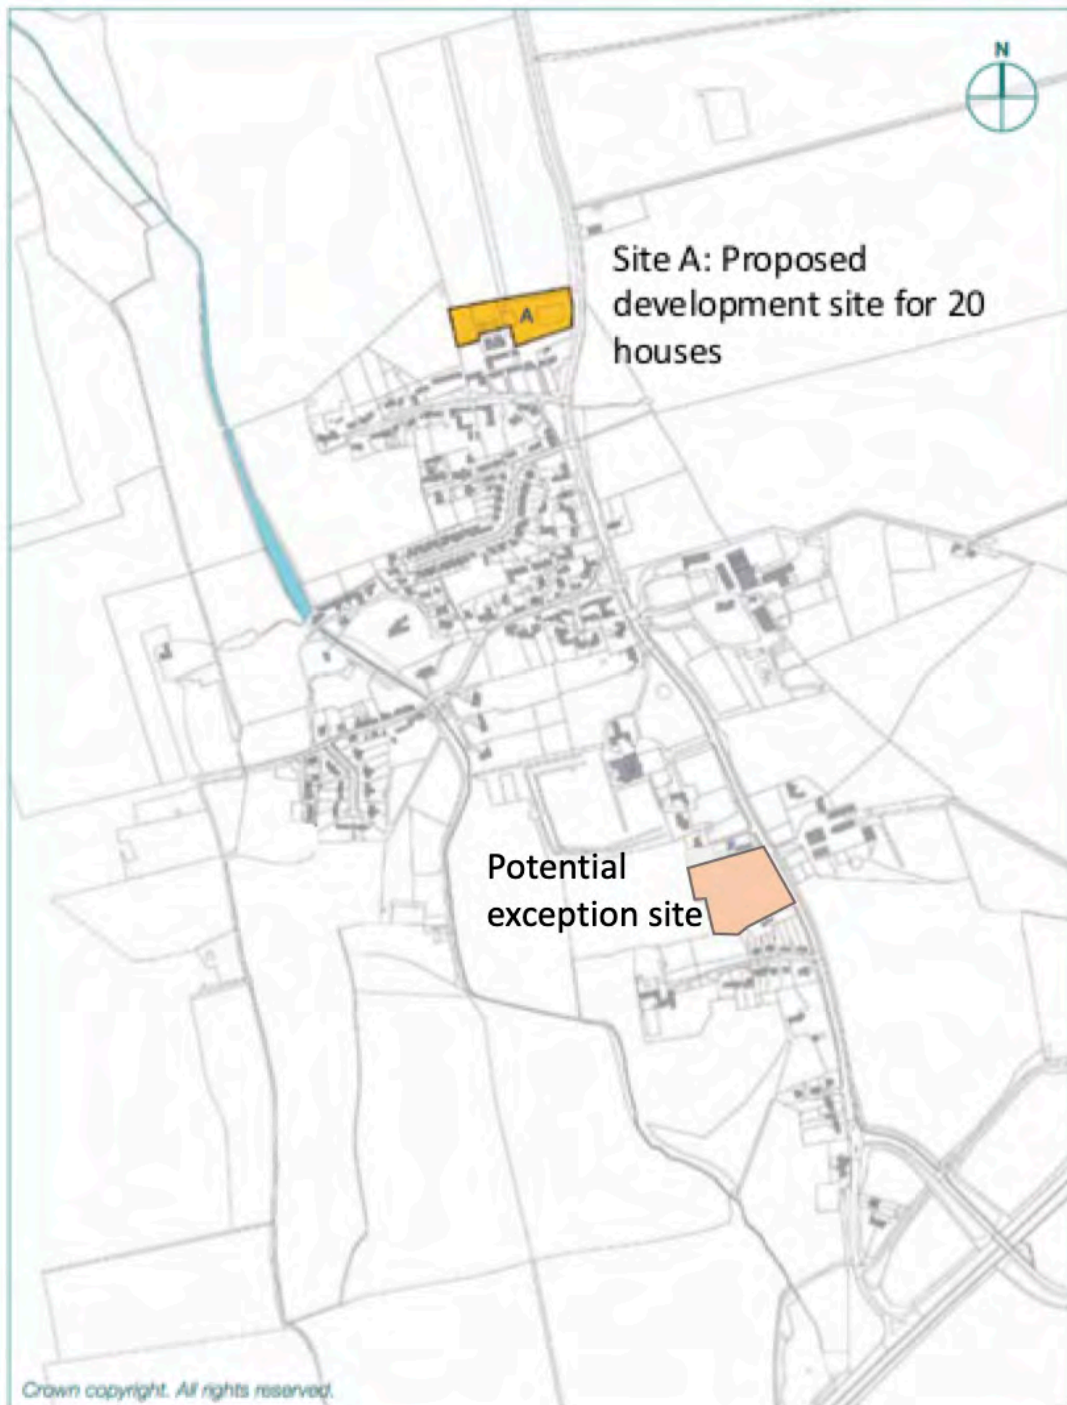 N
Site A: Proposed
development site for 20
houses
A
Potential
exception site
Crown copyright. All rights reserved.